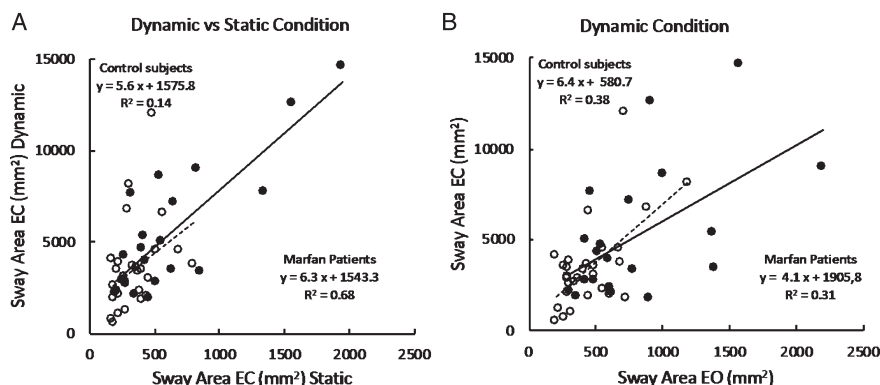 A
Dynamic vs Static Condition
Sway Area EC (mm²) Dynamic
15000
10000
5000
0
Control subjects
y = 5.6 x + 1575.8
R² = 0.14
Marfan Patients
y = 6.3 x + 1543.3
R² = 0.68
0 500 1000 1500 2000 2500
Sway Area EC (mm²) Static
B
Dynamic Condition
Sway Area EC (mm²)
15000
10000
5000
0
Control subjects
y = 6.4 x + 580.7
R² = 0.38
Marfan Patients
y = 4.1 x + 1905,8
R² = 0.31
0 500 1000 1500 2000 2500
Sway Area EO (mm²)